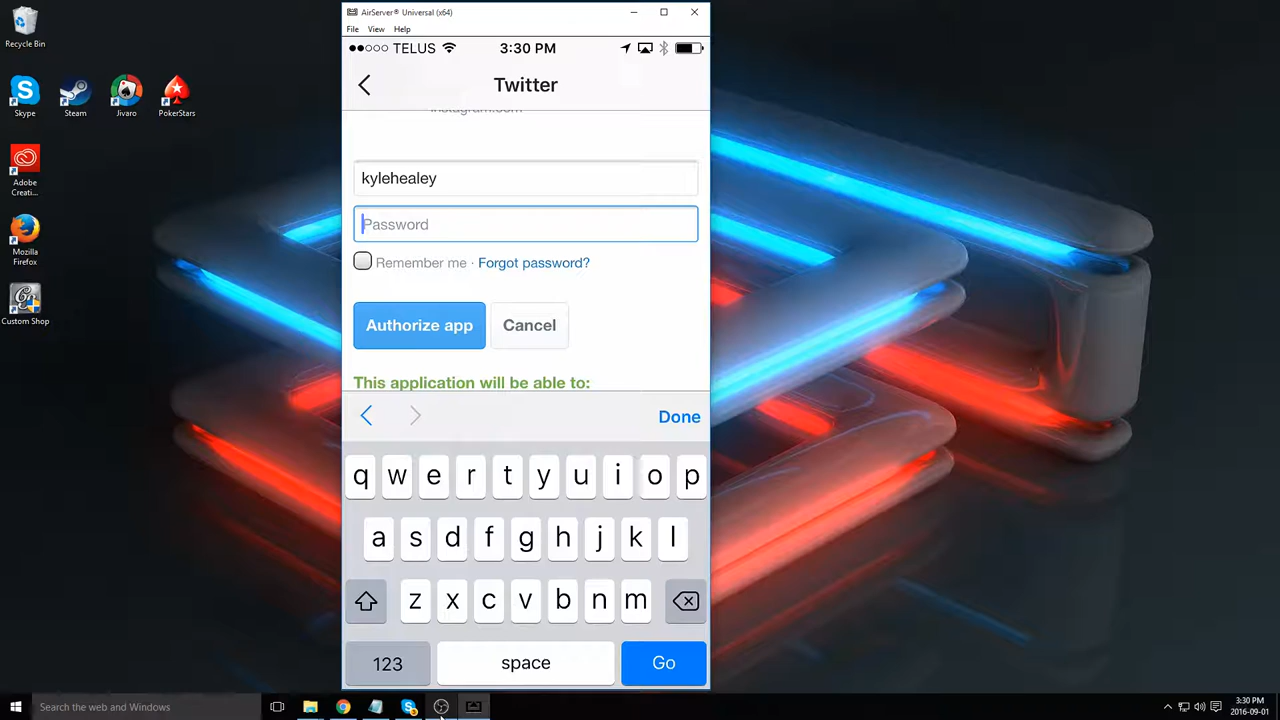 AirServer® Universal (x64)
File View Help
Recycle Bin
TELUS 3:30 PM
Twitter
instagram.com
Skype Steam Jivaro PokerStars
kylehealey
Password
Adobe
Creati...
Remember me · Forgot password?
Mozilla
Firefox
Authorize app Cancel
Custom Shop
This application will be able to:
Done
q w e r t y u i o p
a s d f g h j k l
z x c v b n m
123 space Go
Search the web and Windows
3:30 PM
2016-09-01